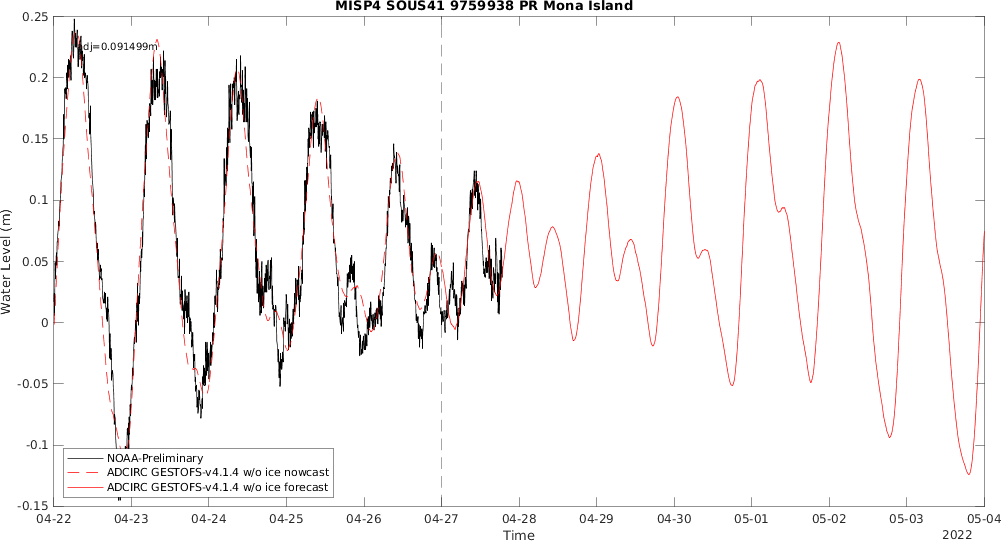 MISP4 SOUS41 9759938 PR Mona Island
dj=0.091499m
Water Level (m)
0.25
0.2
0.15
0.1
0.05
0
-0.05
-0.1
-0.15
NOAA-Preliminary
ADCIRC GESTOFS-v4.1.4 w/o ice nowcast
ADCIRC GESTOFS-v4.1.4 w/o ice forecast
04-22 04-23 04-24 04-25 04-26 04-27 04-28 04-29 04-30 05-01 05-02 05-03 05-04
Time
2022